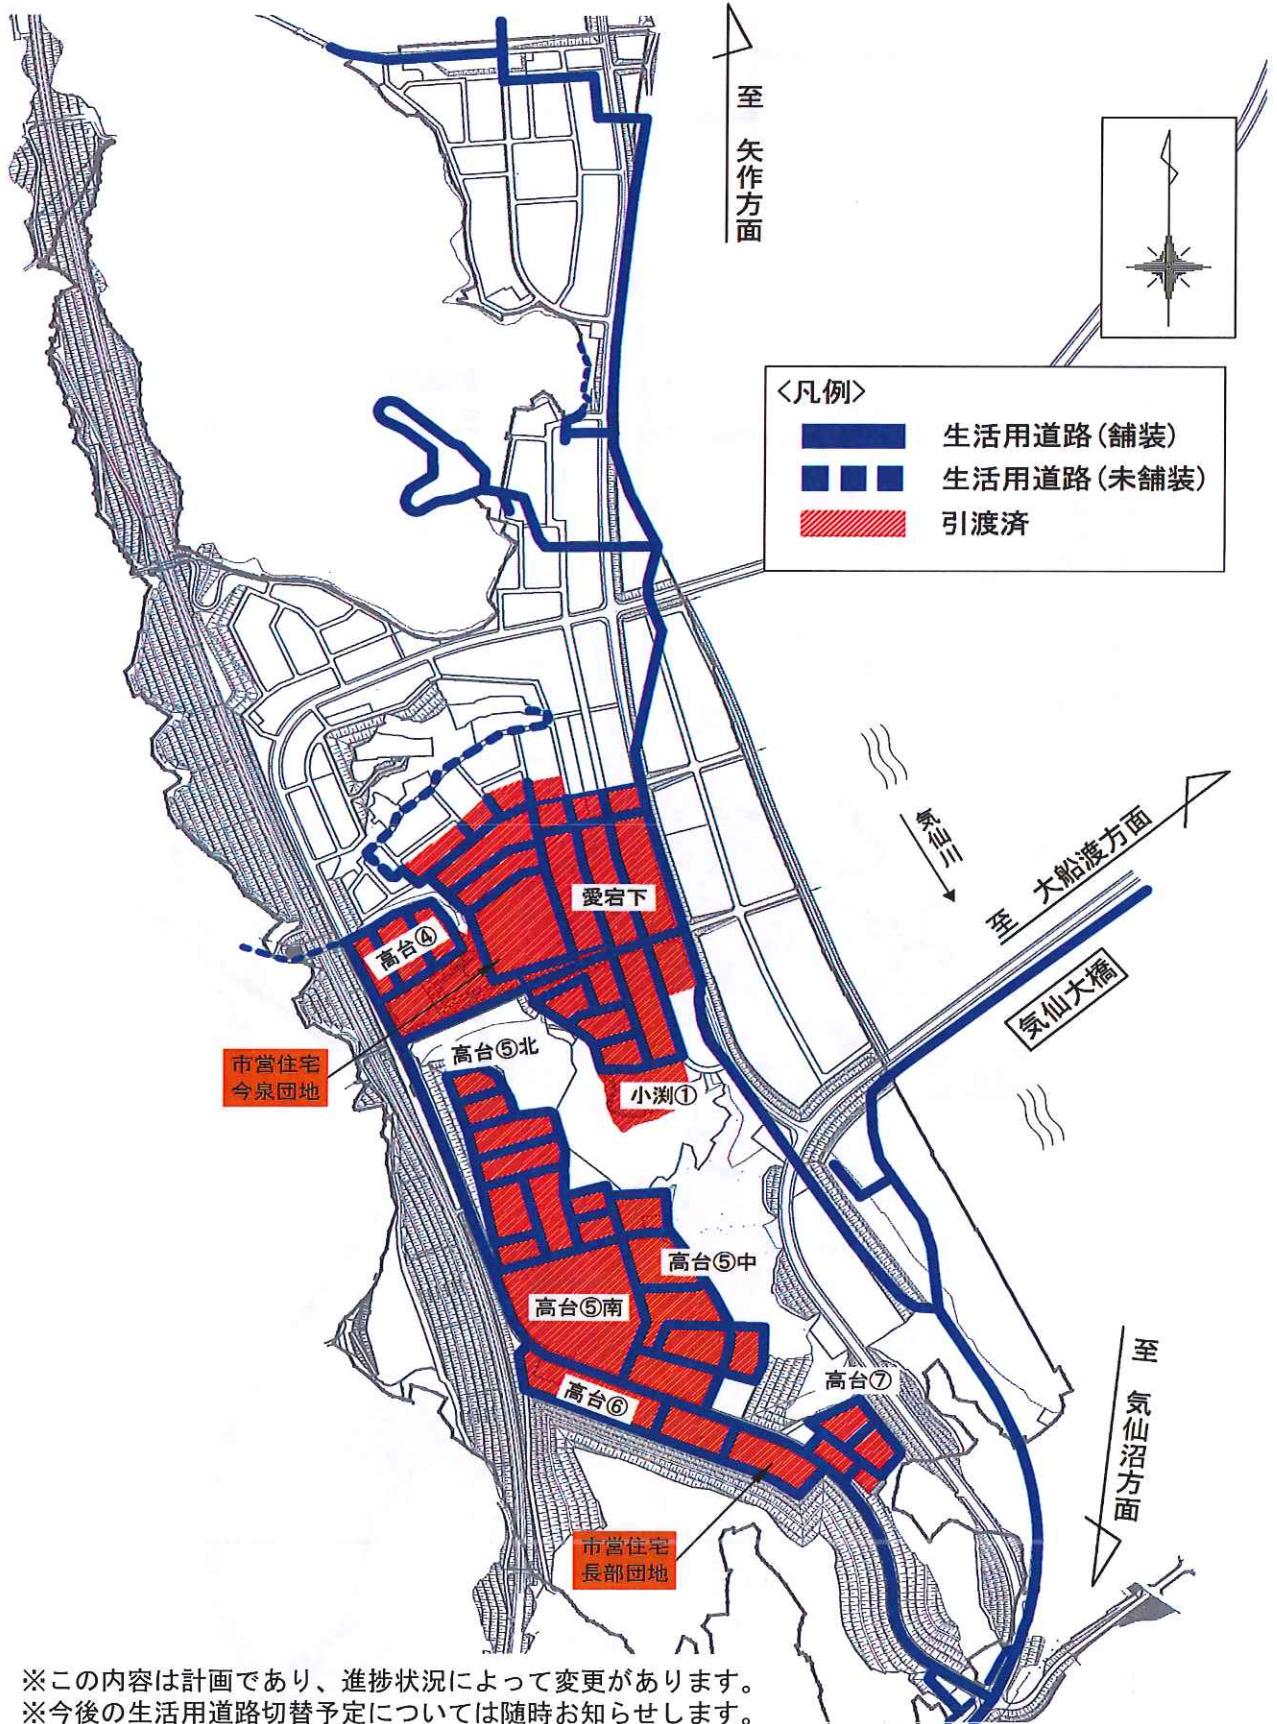 至 矢作方面
<凡例>
生活用道路(舗装)
生活用道路(未舗装)
引渡済
気仙川
至 大船渡方面
気仙大橋
愛宕下
高台④
市営住宅
今泉団地
高台⑤北
小渕①
高台⑤中
高台⑤南
高台⑥
高台⑦
至 気仙沼方面
市営住宅
長部団地
※この内容は計画であり、進捗状況によって変更があります。
※今後の生活用道路切替予定については随時お知らせします。